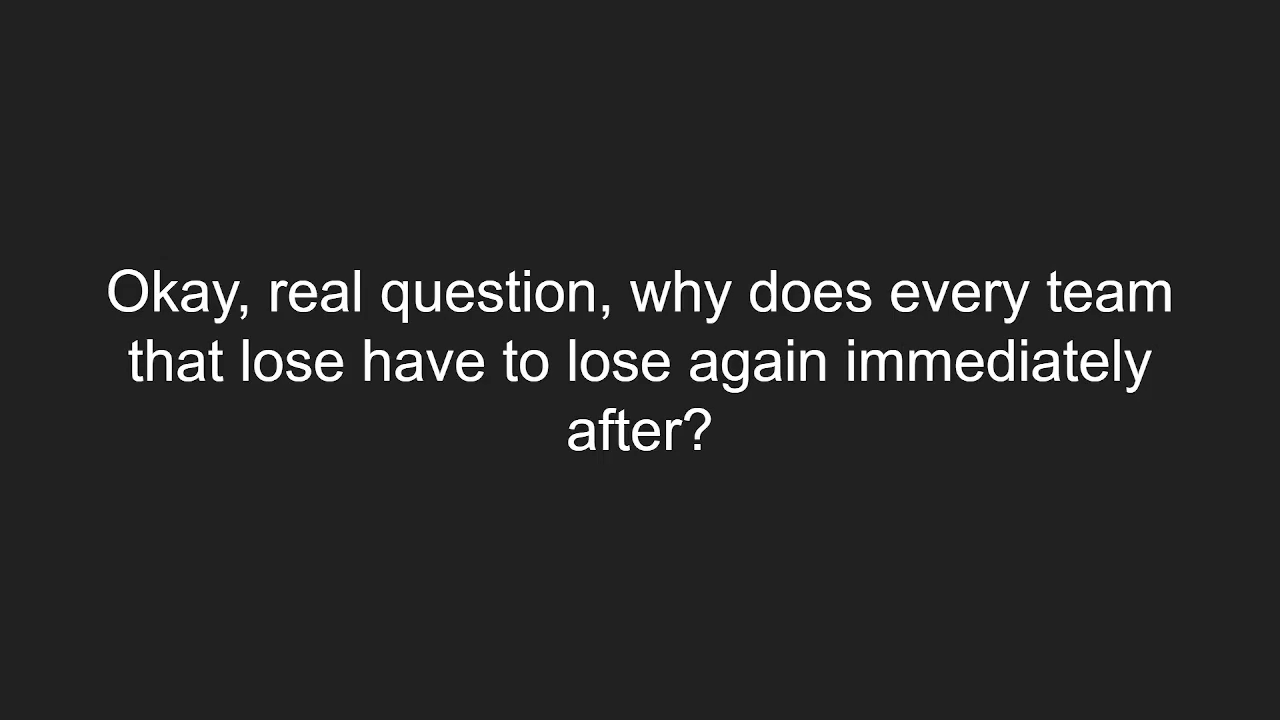 Okay, real question, why does every team
that lose have to lose again immediately
after?